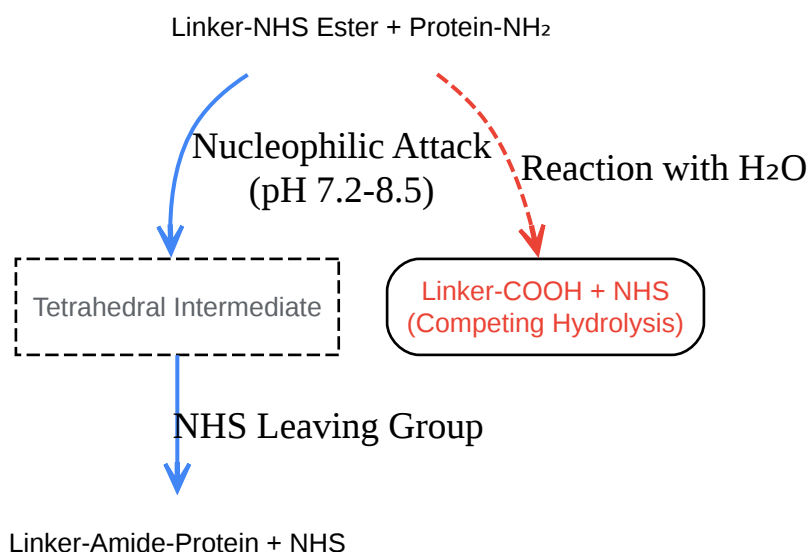 Linker-NHS Ester + Protein-NH₂
Nucleophilic Attack
(pH 7.2-8.5)
Reaction with H₂O
Tetrahedral Intermediate
Linker-COOH + NHS
(Competing Hydrolysis)
NHS Leaving Group
Linker-Amide-Protein + NHS